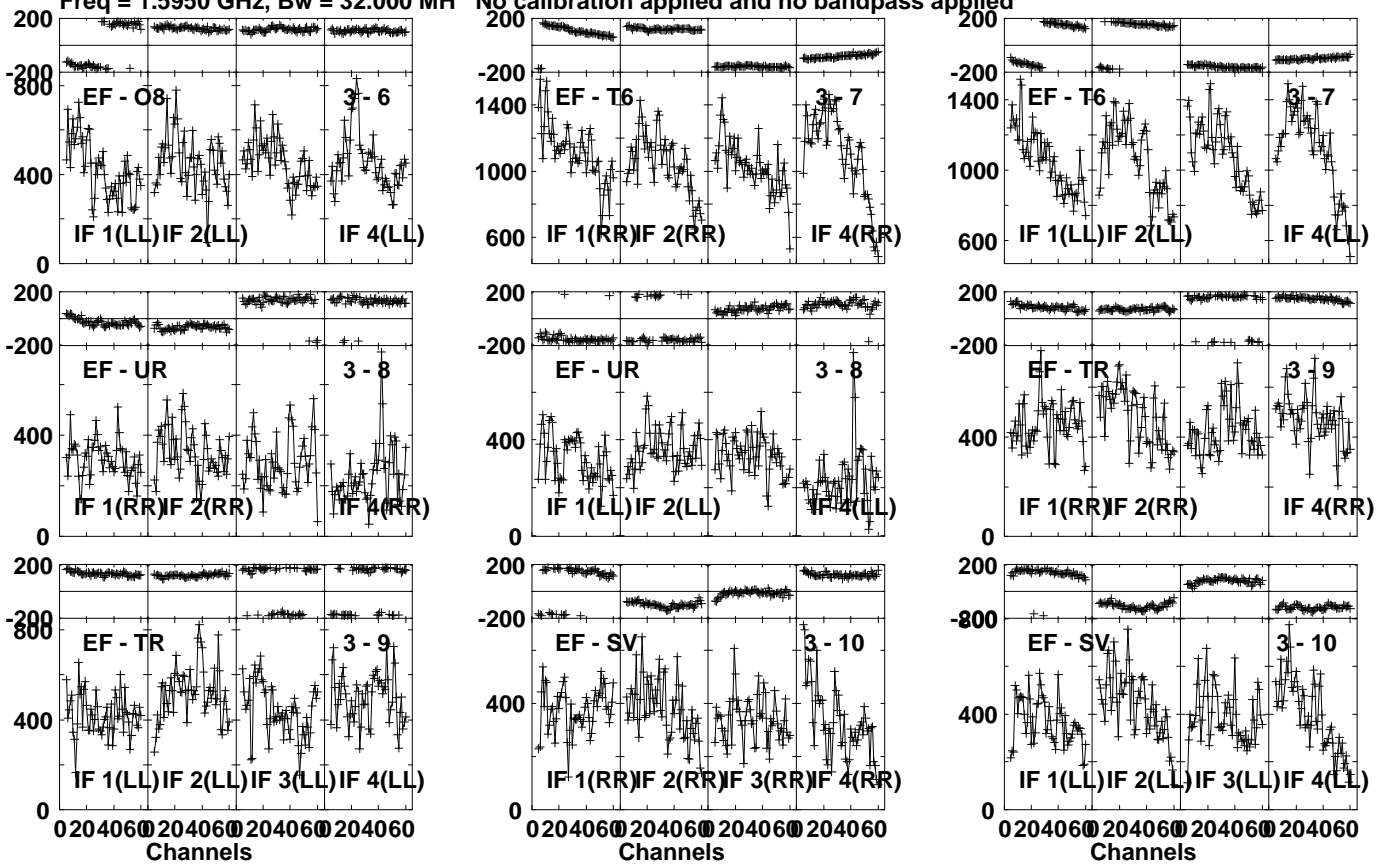 Freq = 1.5950 GHz, Bw = 32.000 MH No calibration applied and no bandpass applied
200
-200
800
400
0
EF - O8 3 - 6
IF 1(LL) IF 2(LL) IF 4(LL)
200
-200
1400
1000
600
EF - T6 3 - 7
IF 1(RR) IF 2(RR) IF 4(RR)
200
-200
1400
1000
600
EF - T6 3 - 7
IF 1(LL) IF 2(LL) IF 4(LL)
200
-200
400
0
EF - UR 3 - 8
IF 1(RR) IF 2(RR) IF 4(RR)
200
-200
400
0
EF - UR 3 - 8
IF 1(LL) IF 2(LL) IF 4(LL)
200
-200
400
0
EF - TR 3 - 9
IF 1(RR) IF 2(RR) IF 4(RR)
200
-200
800
400
0
EF - TR 3 - 9
IF 1(LL) IF 2(LL) IF 3(LL) IF 4(LL)
0 20 40 60 0 20 40 60 0 20 40 60 0 20 40 60
Channels
200
-200
400
0
EF - SV 3 - 10
IF 1(RR) IF 2(RR) IF 3(RR) IF 4(RR)
0 20 40 60 0 20 40 60 0 20 40 60 0 20 40 60
Channels
200
-200
800
400
0
EF - SV 3 - 10
IF 1(LL) IF 2(LL) IF 3(LL) IF 4(LL)
0 20 40 60 0 20 40 60 0 20 40 60 0 20 40 60
Channels